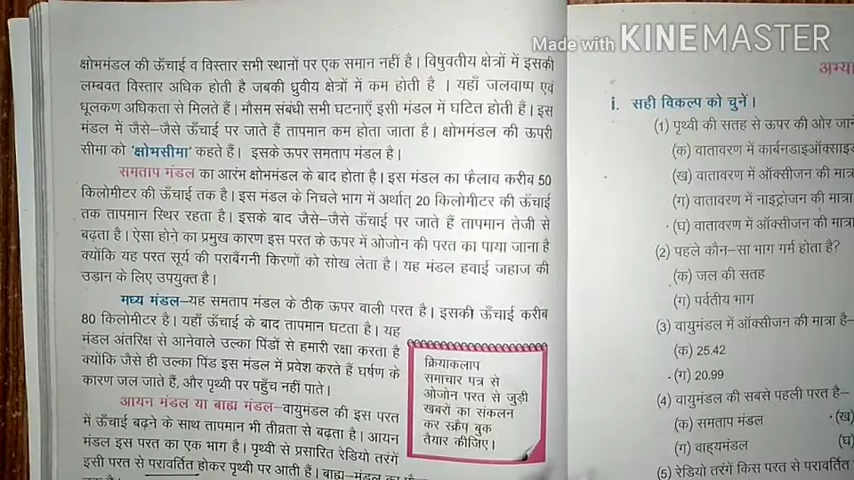 Made with KINEMASTER
क्षोभमंडल की ऊँचाई व विस्तार सभी स्थानों पर एक समान नहीं है। विषुवतीय क्षेत्रों में इसकी
लम्बवत विस्तार अधिक होती है जबकी ध्रुवीय क्षेत्रों में कम होती है । यहाँ जलवाष्प एवं
धूलकण अधिकता से मिलते हैं। मौसम संबंधी सभी घटनाएँ इसी मंडल में घटित होती हैं। इस
मंडल में जैसे-जैसे ऊँचाई पर जाते हैं तापमान कम होता जाता है। क्षोभमंडल की ऊपरी
सीमा को 'क्षोभसीमा' कहते हैं। इसके ऊपर समताप मंडल है।
समताप मंडल का आरंभ क्षोभमंडल के बाद होता है। इस मंडल का फैलाव करीब 50
किलोमीटर की ऊँचाई तक है। इस मंडल के निचले भाग में अर्थात् 20 किलोमीटर की ऊँचाई
तक तापमान स्थिर रहता है। इसके बाद जैसे-जैसे ऊँचाई पर जाते हैं तापमान तेजी से
बढ़ता है। ऐसा होने का प्रमुख कारण इस परत के ऊपर में ओजोन की परत का पाया जाना है
क्योंकि यह परत सूर्य की पराबैंगनी किरणों को सोख लेता है। यह मंडल हवाई जहाज की
उड़ान के लिए उपयुक्त है।
मध्य मंडल–यह समताप मंडल के ठीक ऊपर वाली परत है। इसकी ऊँचाई करीब
80 किलोमीटर है। यहाँ ऊँचाई के बाद तापमान घटता है। यह
मंडल अंतरिक्ष से आनेवाले उल्का पिंडों से हमारी रक्षा करता है
क्योंकि जैसे ही उल्का पिंड इस मंडल में प्रवेश करते हैं घर्षण के
कारण जल जाते हैं, और पृथ्वी पर पहुँच नहीं पाते।
आयन मंडल या बाह्य मंडल–वायुमंडल की इस परत
में ऊँचाई बढ़ने के साथ तापमान भी तीव्रता से बढ़ता है। आयन
मंडल इस परत का एक भाग है। पृथ्वी से प्रसारित रेडियो तरंगें
इसी परत से परावर्तित होकर पृथ्वी पर आती हैं। बाह्य-मंडल का
क्रियाकलाप
समाचार पत्र से
ओजोन परत से जुड़ी
खबरों का संकलन
कर स्क्रैप बुक
तैयार कीजिए।
अभ्या
i. सही विकल्प को चुनें।
(1) पृथ्वी की सतह से ऊपर की ओर जाने
(क) वातावरण में कार्बनडाइऑक्साइड
(ख) वातावरण में ऑक्सीजन की मात्रा
(ग) वातावरण में नाइट्रोजन की मात्रा
(घ) वातावरण में ऑक्सीजन की मात्रा
(2) पहले कौन-सा भाग गर्म होता है?
(क) जल की सतह
(ग) पर्वतीय भाग
(3) वायुमंडल में ऑक्सीजन की मात्रा है-
(क) 25.42
(ग) 20.99
(4) वायुमंडल की सबसे पहली परत है-
(क) समताप मंडल (ख)
(ग) वाह्यमंडल (घ)
(5) रेडियो तरंगें किस परत से परावर्तित